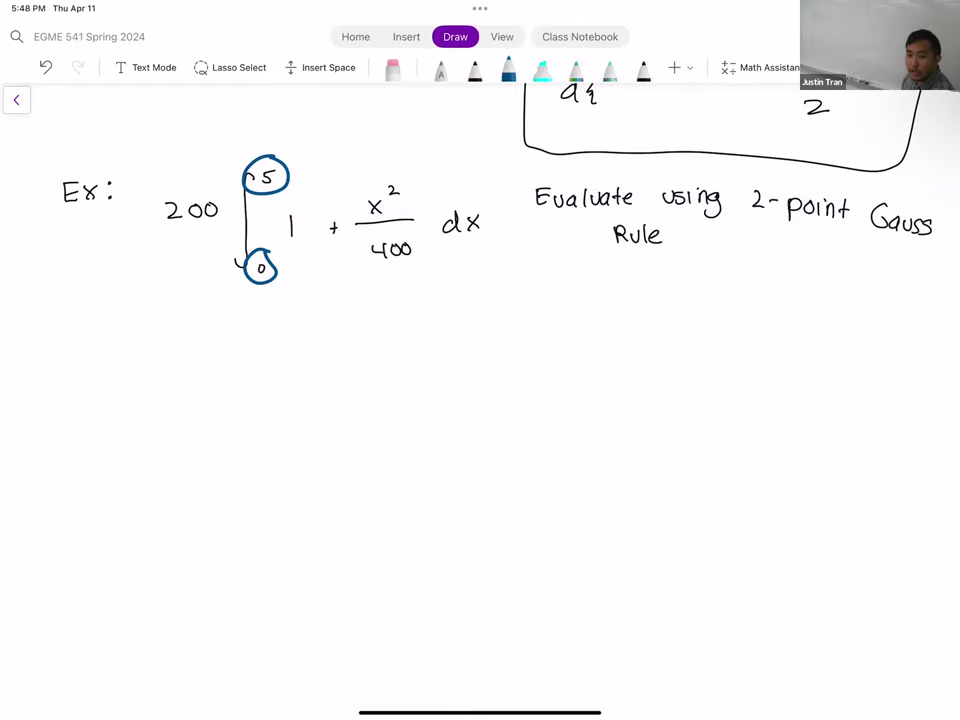 5:48 PM Thu Apr 11
EGME 541 Spring 2024
Home Insert Draw View Class Notebook
Text Mode Lasso Select Insert Space A Math Assistan
Justin Tran
2
Ex: 200 ∫ 5 0 1 + x² / 400 dx
Evaluate using 2-point Gauss
Rule